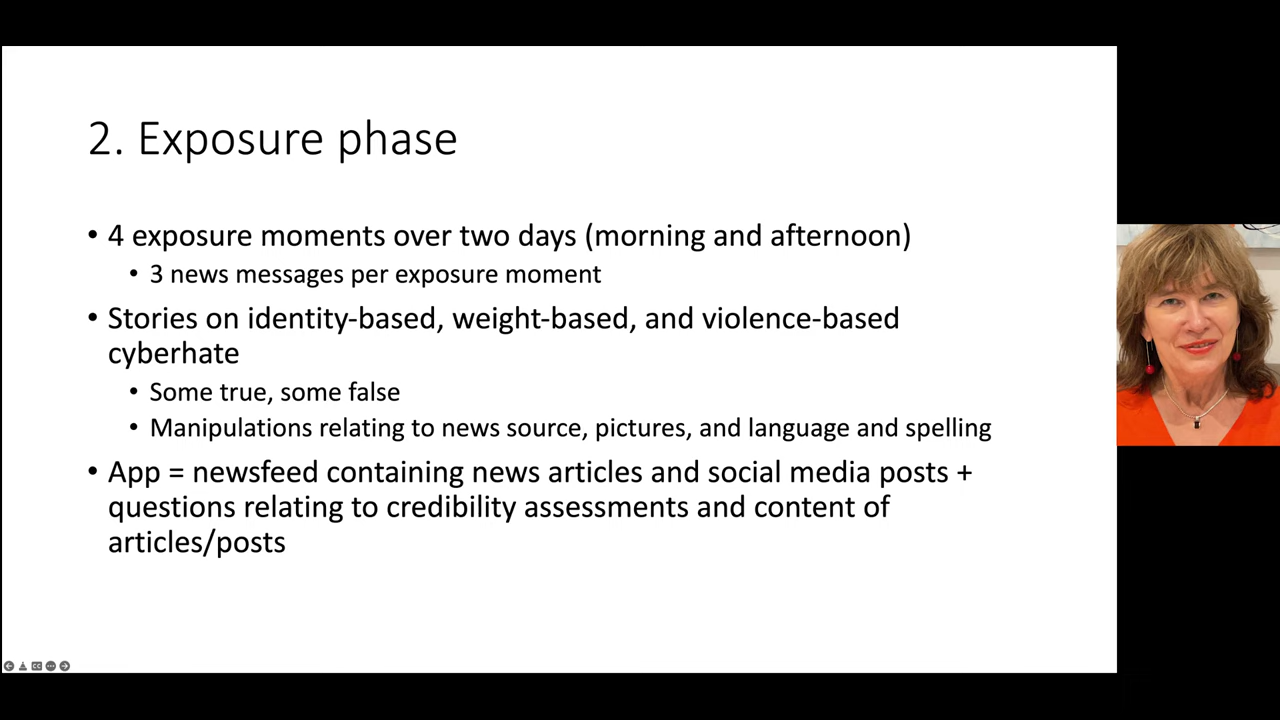 2. Exposure phase
• 4 exposure moments over two days (morning and afternoon)
• 3 news messages per exposure moment
• Stories on identity-based, weight-based, and violence-based
cyberhate
• Some true, some false
• Manipulations relating to news source, pictures, and language and spelling
• App = newsfeed containing news articles and social media posts +
questions relating to credibility assessments and content of
articles/posts